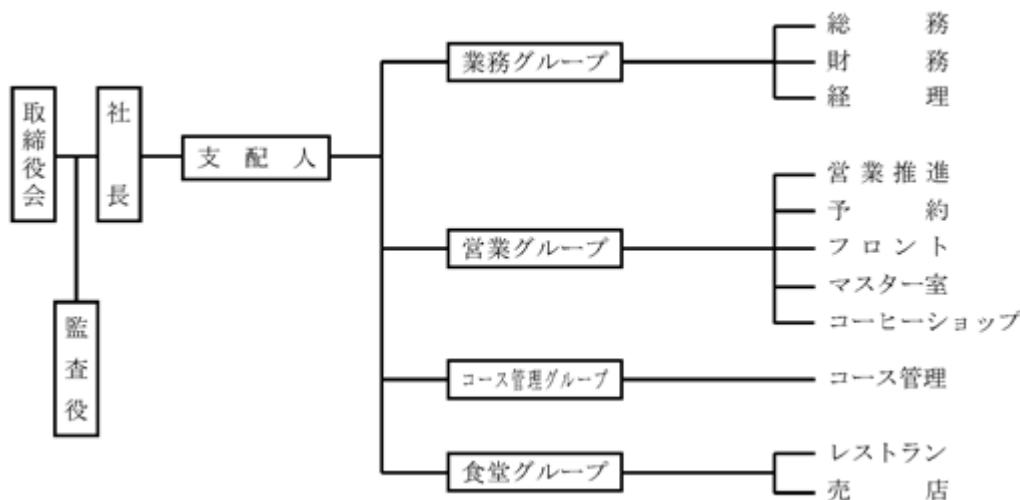 取締役会
社長
監査役
支配人
業務グループ
総務
財務
経理
営業グループ
営業推進
予約
フロント
マスター室
コーヒーショップ
コース管理グループ
コース管理
食堂グループ
レストラン
売店